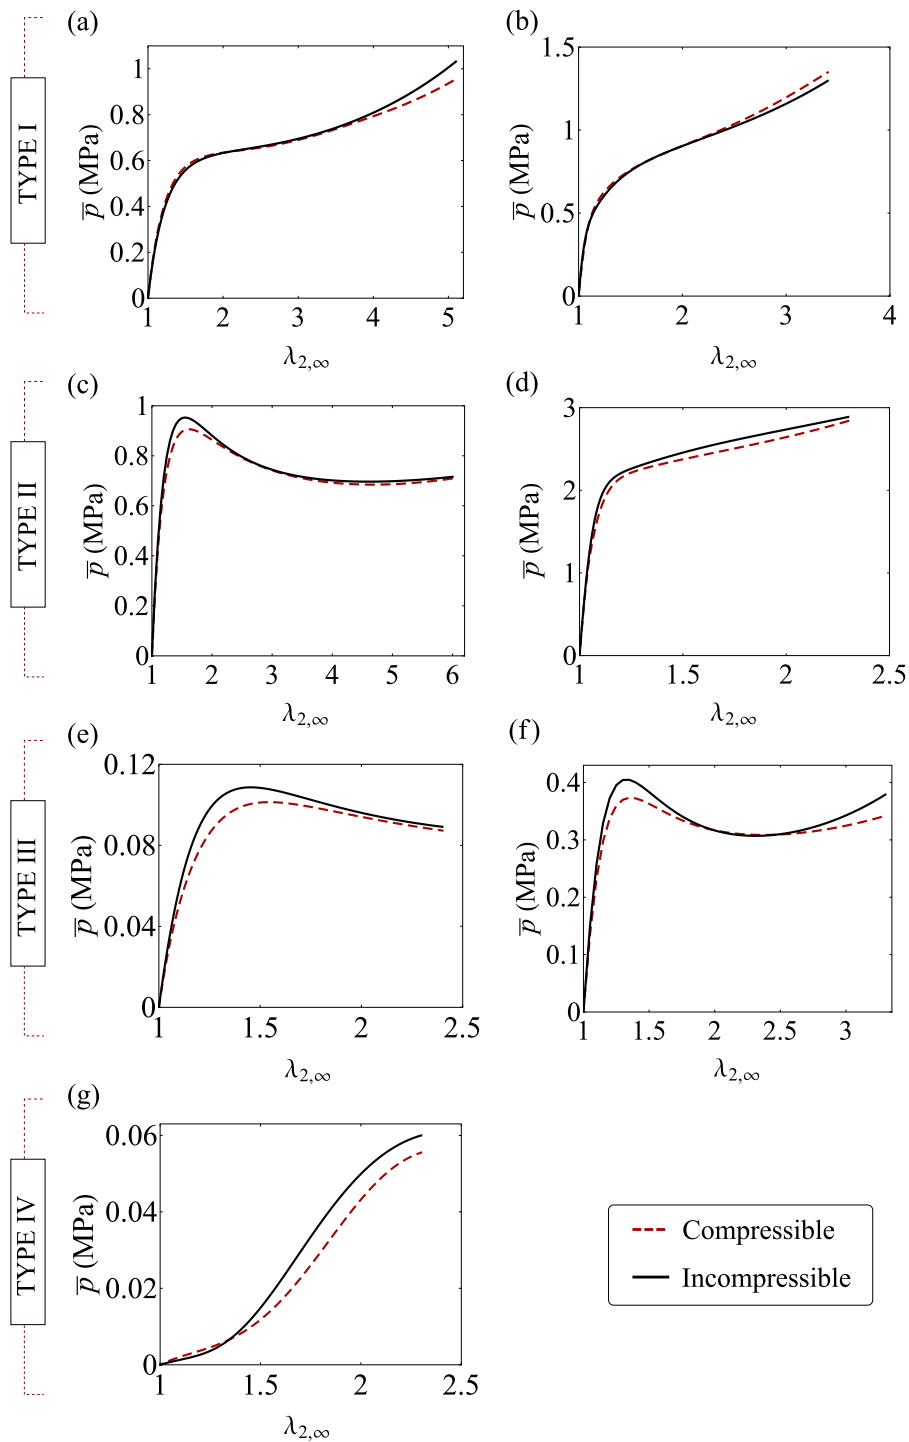 TYPE I
(a)
1
0.8
0.6
0.4
0.2
0
p̅ (MPa)
1 2 3 4 5
λ2,∞
(b)
1.5
1
0.5
0
p̅ (MPa)
1 2 3 4
λ2,∞
TYPE II
(c)
1
0.8
0.6
0.4
0.2
0
p̅ (MPa)
1 2 3 4 5 6
λ2,∞
(d)
3
2
1
0
p̅ (MPa)
1 1.5 2 2.5
λ2,∞
TYPE III
(e)
0.12
0.08
0.04
0
p̅ (MPa)
1 1.5 2 2.5
λ2,∞
(f)
0.4
0.3
0.2
0.1
0
p̅ (MPa)
1 1.5 2 2.5 3
λ2,∞
TYPE IV
(g)
0.06
0.04
0.02
0
p̅ (MPa)
1 1.5 2 2.5
λ2,∞
Compressible
Incompressible